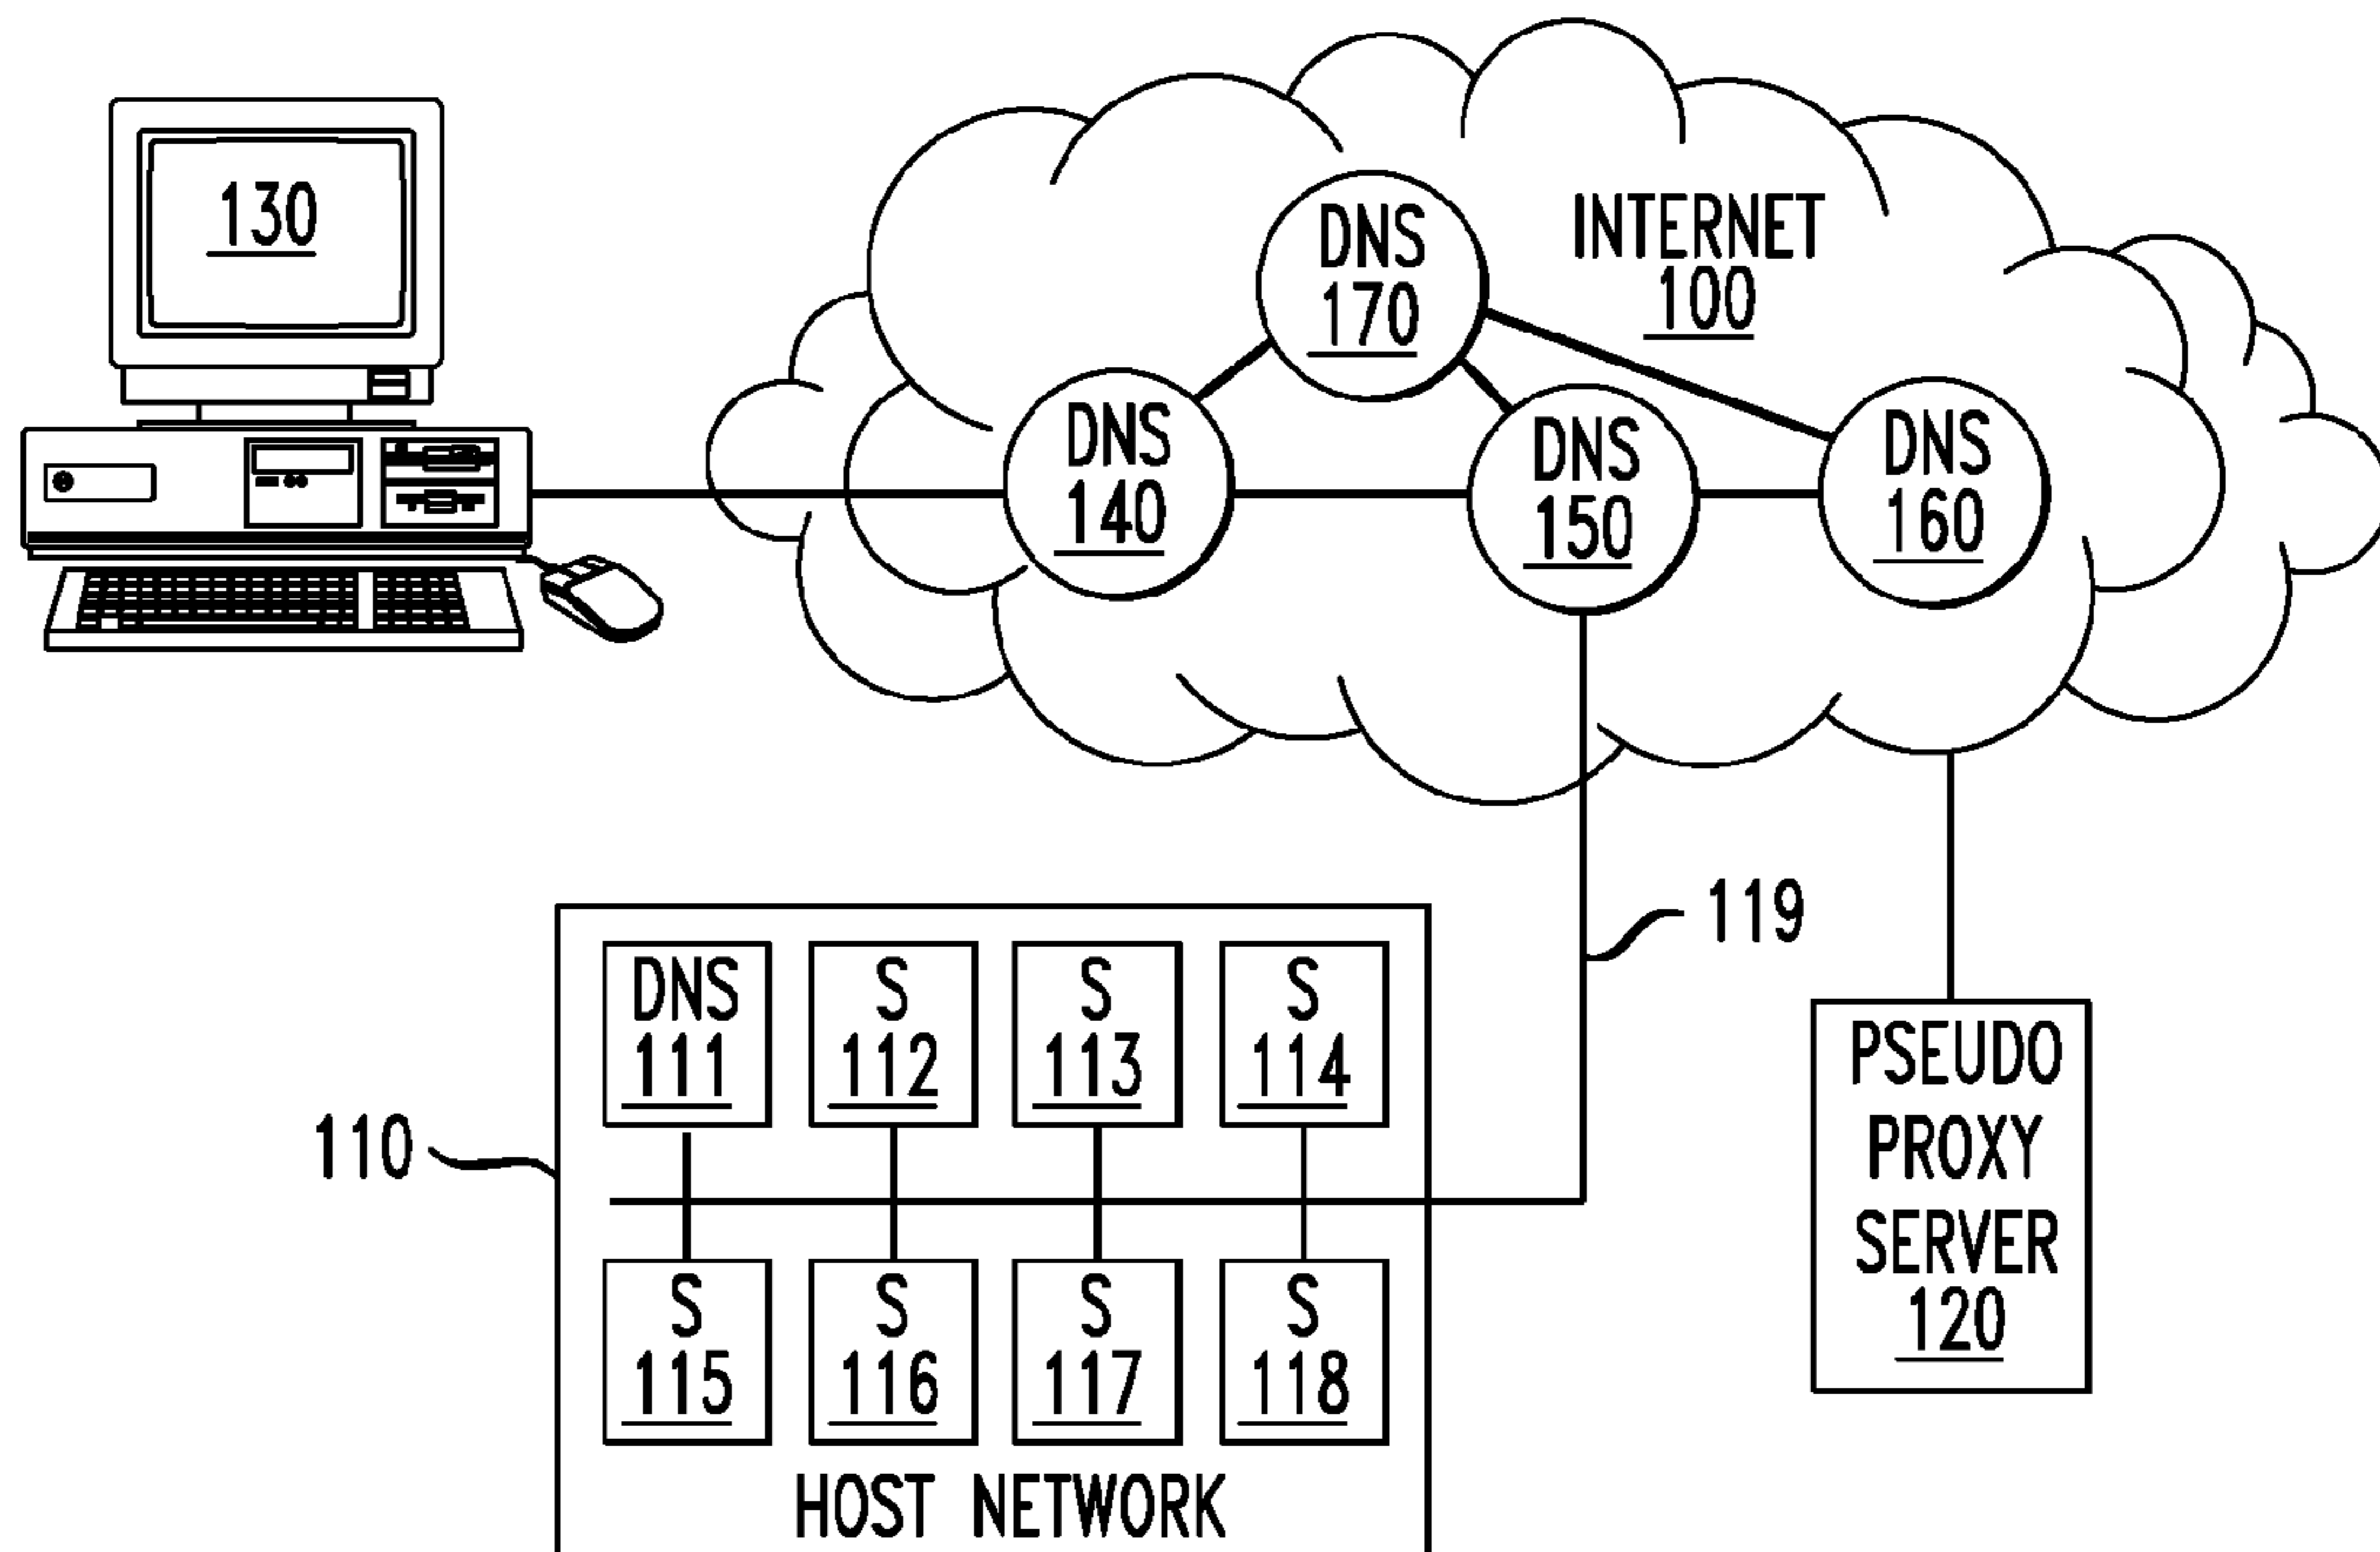 130
INTERNET
100
DNS
170
DNS
140
DNS
150
DNS
160
119
110
DNS
111
S
112
S
113
S
114
S
115
S
116
S
117
S
118
HOST NETWORK
PSEUDO
PROXY
SERVER
120